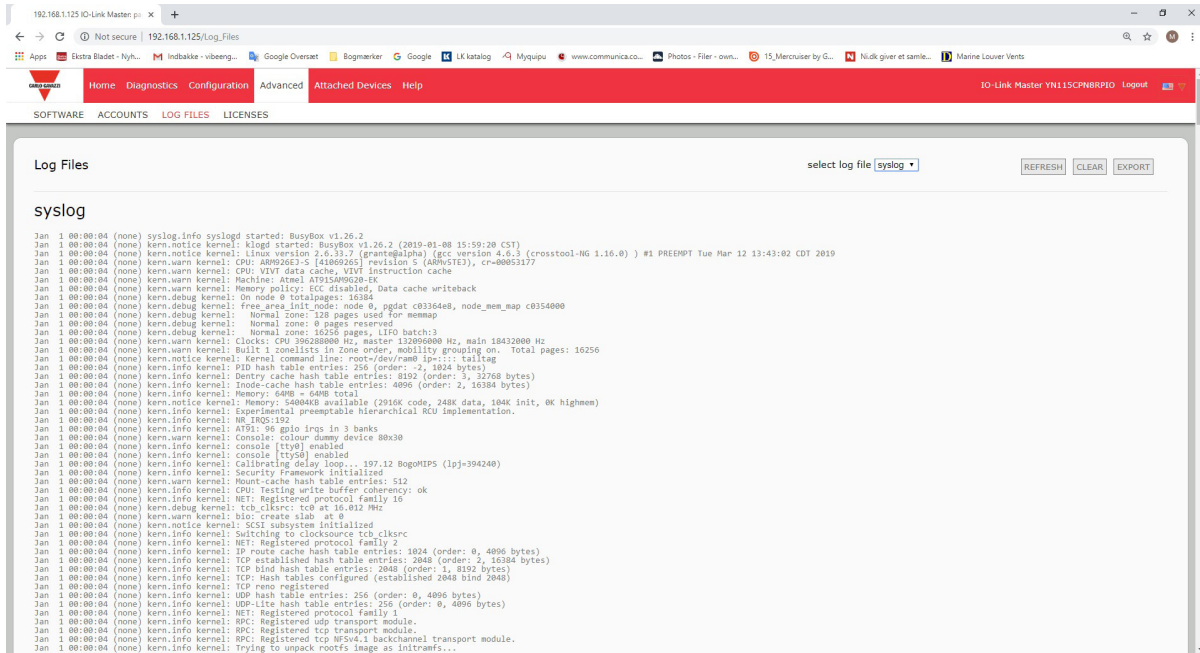 192.168.1.125 IO-Link Master: pa
Not secure | 192.168.1.125/Log_Files
Apps Ekstra Bladet - Nyh... Indbakke - vibeeng... Google Oversæt Bogmærker Google LK katalog Myquipu www.communica.co... Photos - Filer - own... 15_Mercruiser by G... Ni.dk giver et samle... Marine Louver Vents
CARLO GAVAZZI Home Diagnostics Configuration Advanced Attached Devices Help IO-Link Master YN115CPNBRPIO Logout
SOFTWARE ACCOUNTS LOG FILES LICENSES
Log Files select log file syslog REFRESH CLEAR EXPORT
syslog
Jan 1 00:00:04 (none) syslog.info syslogd started: BusyBox v1.26.2
Jan 1 00:00:04 (none) kern.notice kernel: klogd started: BusyBox v1.26.2 (2019-01-08 15:59:20 CST)
Jan 1 00:00:04 (none) kern.notice kernel: Linux version 2.6.33.7 (grante@alpha) (gcc version 4.6.3 (crosstool-NG 1.16.0) ) #1 PREEMPT Tue Mar 12 13:43:02 CDT 2019
Jan 1 00:00:04 (none) kern.warn kernel: CPU: ARM926EJ-S [41069265] revision 5 (ARMv5TEJ), cr=00053177
Jan 1 00:00:04 (none) kern.warn kernel: CPU: VIVT data cache, VIVT instruction cache
Jan 1 00:00:04 (none) kern.warn kernel: Machine: Atmel AT91SAM9G20-EK
Jan 1 00:00:04 (none) kern.warn kernel: Memory policy: ECC disabled, Data cache writeback
Jan 1 00:00:04 (none) kern.debug kernel: On node 0 totalpages: 16384
Jan 1 00:00:04 (none) kern.debug kernel: free_area_init_node: node 0, pgdat c03364e8, node_mem_map c0354000
Jan 1 00:00:04 (none) kern.debug kernel: Normal zone: 128 pages used for memmap
Jan 1 00:00:04 (none) kern.debug kernel: Normal zone: 0 pages reserved
Jan 1 00:00:04 (none) kern.debug kernel: Normal zone: 16256 pages, LIFO batch:3
Jan 1 00:00:04 (none) kern.warn kernel: Clocks: CPU 396288000 Hz, master 132096000 Hz, main 18432000 Hz
Jan 1 00:00:04 (none) kern.warn kernel: Built 1 zonelists in Zone order, mobility grouping on. Total pages: 16256
Jan 1 00:00:04 (none) kern.notice kernel: Kernel command line: root=/dev/ram0 ip=:::: tailtag
Jan 1 00:00:04 (none) kern.info kernel: PID hash table entries: 256 (order: -2, 1024 bytes)
Jan 1 00:00:04 (none) kern.info kernel: Dentry cache hash table entries: 8192 (order: 3, 32768 bytes)
Jan 1 00:00:04 (none) kern.info kernel: Inode-cache hash table entries: 4096 (order: 2, 16384 bytes)
Jan 1 00:00:04 (none) kern.info kernel: Memory: 64MB = 64MB total
Jan 1 00:00:04 (none) kern.notice kernel: Memory: 54004KB available (2916K code, 248K data, 104K init, 0K highmem)
Jan 1 00:00:04 (none) kern.info kernel: Experimental preemptable hierarchical RCU implementation.
Jan 1 00:00:04 (none) kern.info kernel: NR_IRQS:192
Jan 1 00:00:04 (none) kern.info kernel: AT91: 96 gpio irqs in 3 banks
Jan 1 00:00:04 (none) kern.warn kernel: Console: colour dummy device 80x30
Jan 1 00:00:04 (none) kern.info kernel: console [tty0] enabled
Jan 1 00:00:04 (none) kern.info kernel: console [ttyS0] enabled
Jan 1 00:00:04 (none) kern.info kernel: Calibrating delay loop... 197.12 BogoMIPS (lpj=394240)
Jan 1 00:00:04 (none) kern.info kernel: Security Framework initialized
Jan 1 00:00:04 (none) kern.warn kernel: Mount-cache hash table entries: 512
Jan 1 00:00:04 (none) kern.info kernel: CPU: Testing write buffer coherency: ok
Jan 1 00:00:04 (none) kern.info kernel: NET: Registered protocol family 16
Jan 1 00:00:04 (none) kern.debug kernel: tcb_clksrc: tc0 at 16.012 MHz
Jan 1 00:00:04 (none) kern.warn kernel: bio: create slab at 0
Jan 1 00:00:04 (none) kern.notice kernel: SCSI subsystem initialized
Jan 1 00:00:04 (none) kern.info kernel: Switching to clocksource tcb_clksrc
Jan 1 00:00:04 (none) kern.info kernel: NET: Registered protocol family 2
Jan 1 00:00:04 (none) kern.info kernel: IP route cache hash table entries: 1024 (order: 0, 4096 bytes)
Jan 1 00:00:04 (none) kern.info kernel: TCP established hash table entries: 2048 (order: 2, 16384 bytes)
Jan 1 00:00:04 (none) kern.info kernel: TCP bind hash table entries: 2048 (order: 1, 8192 bytes)
Jan 1 00:00:04 (none) kern.info kernel: TCP: Hash tables configured (established 2048 bind 2048)
Jan 1 00:00:04 (none) kern.info kernel: TCP reno registered
Jan 1 00:00:04 (none) kern.info kernel: UDP hash table entries: 256 (order: 0, 4096 bytes)
Jan 1 00:00:04 (none) kern.info kernel: UDP-Lite hash table entries: 256 (order: 0, 4096 bytes)
Jan 1 00:00:04 (none) kern.info kernel: NET: Registered protocol family 1
Jan 1 00:00:04 (none) kern.info kernel: RPC: Registered udp transport module.
Jan 1 00:00:04 (none) kern.info kernel: RPC: Registered tcp transport module.
Jan 1 00:00:04 (none) kern.info kernel: RPC: Registered tcp NFSv4.1 backchannel transport module.
Jan 1 00:00:04 (none) kern.info kernel: Trying to unpack rootfs image as initramfs...